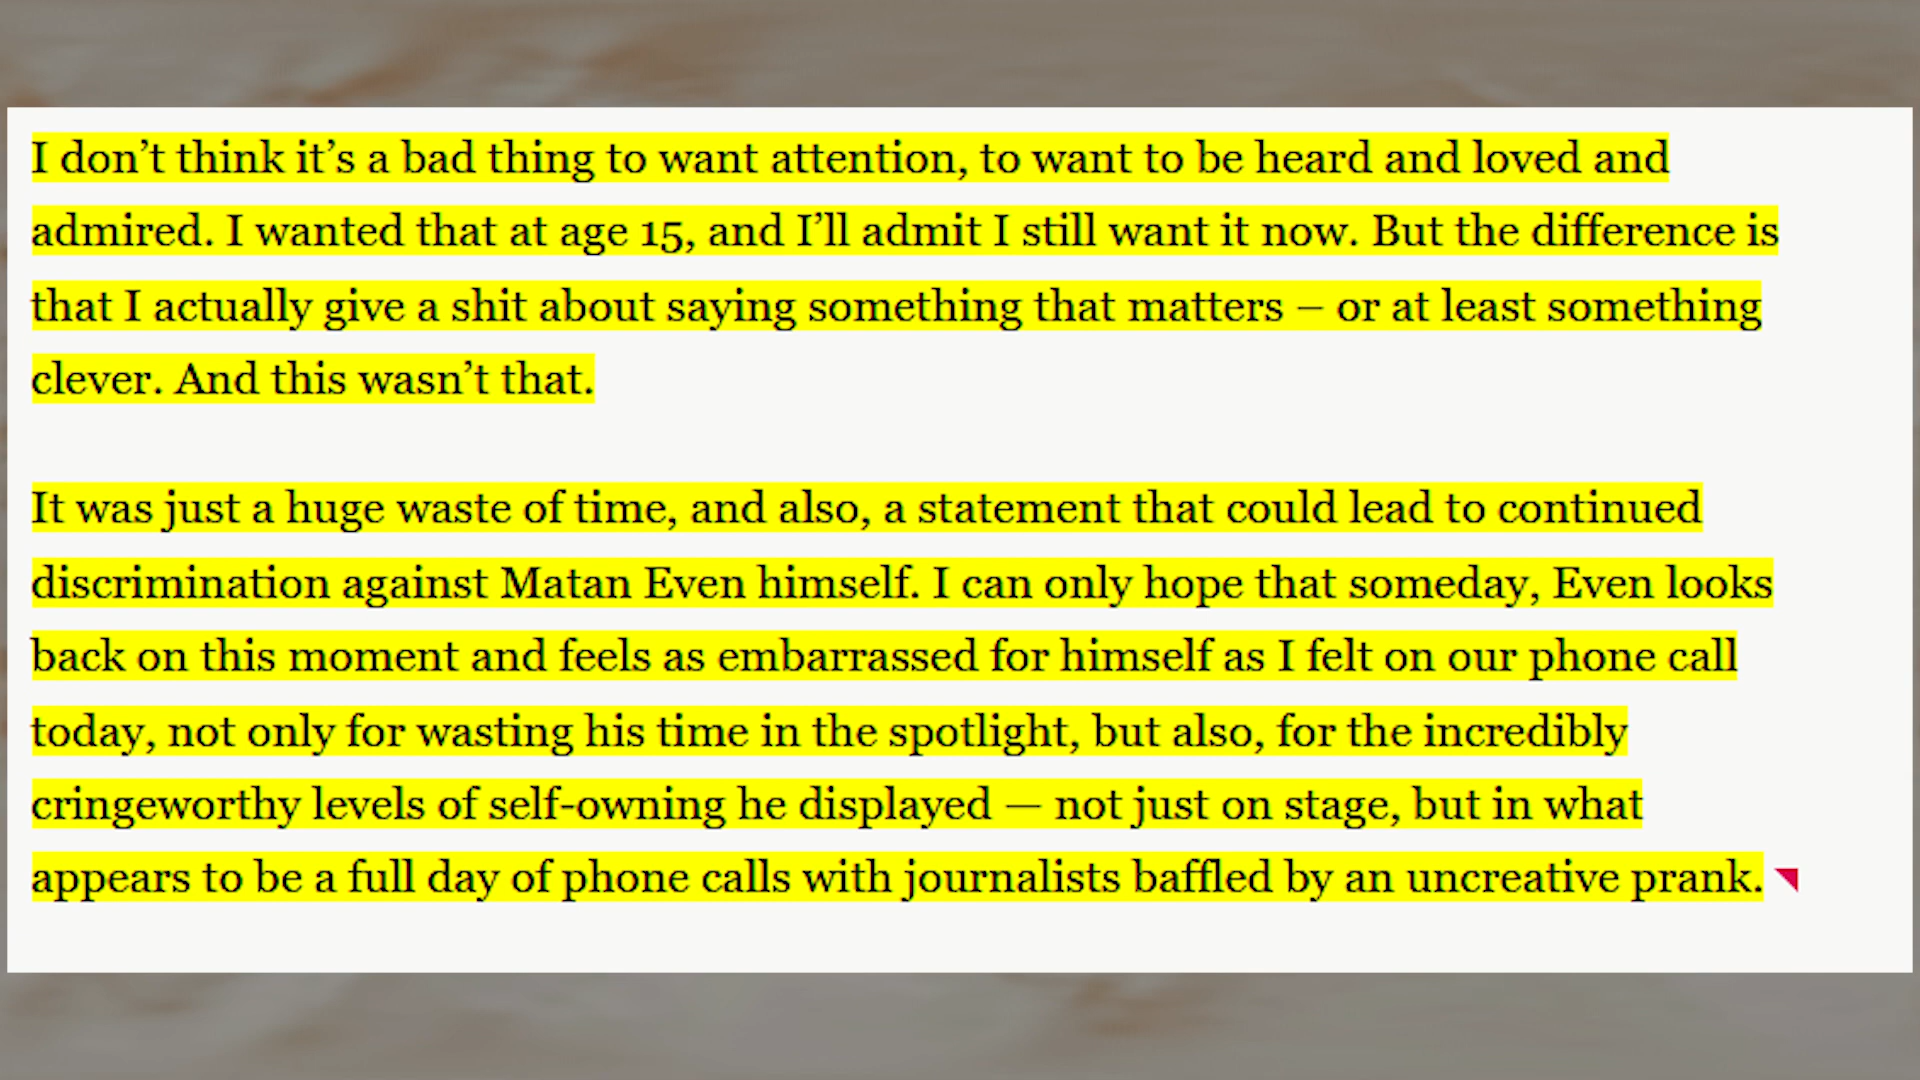 I don’t think it’s a bad thing to want attention, to want to be heard and loved and
admired. I wanted that at age 15, and I’ll admit I still want it now. But the difference is
that I actually give a shit about saying something that matters – or at least something
clever. And this wasn’t that.
It was just a huge waste of time, and also, a statement that could lead to continued
discrimination against Matan Even himself. I can only hope that someday, Even looks
back on this moment and feels as embarrassed for himself as I felt on our phone call
today, not only for wasting his time in the spotlight, but also, for the incredibly
cringeworthy levels of self-owning he displayed — not just on stage, but in what
appears to be a full day of phone calls with journalists baffled by an uncreative prank.